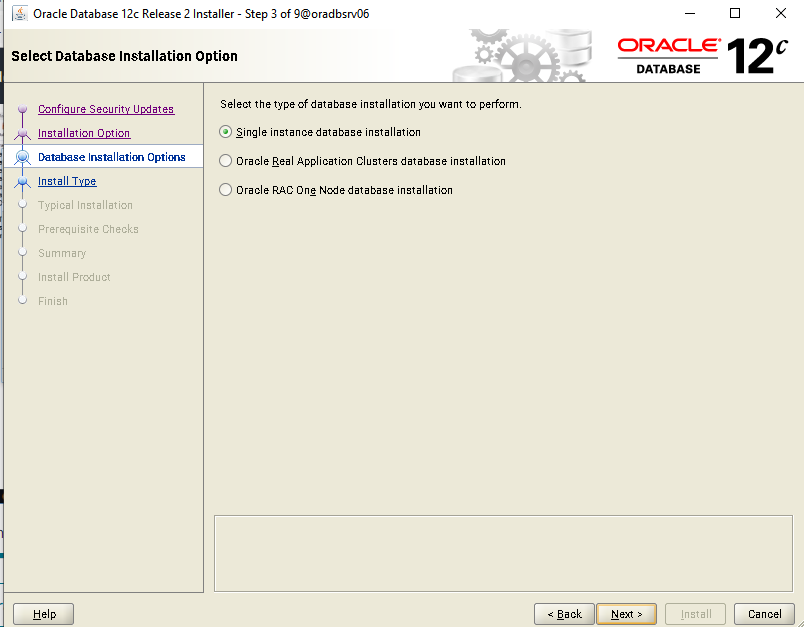 Oracle Database 12c Release 2 Installer - Step 3 of 9@oradbsrv06
Select Database Installation Option
ORACLE®
DATABASE
12c
Configure Security Updates
Installation Option
Database Installation Options
Install Type
Typical Installation
Prerequisite Checks
Summary
Install Product
Finish
Select the type of database installation you want to perform.
Single instance database installation
Oracle Real Application Clusters database installation
Oracle RAC One Node database installation
Help
< Back
Next >
Install
Cancel